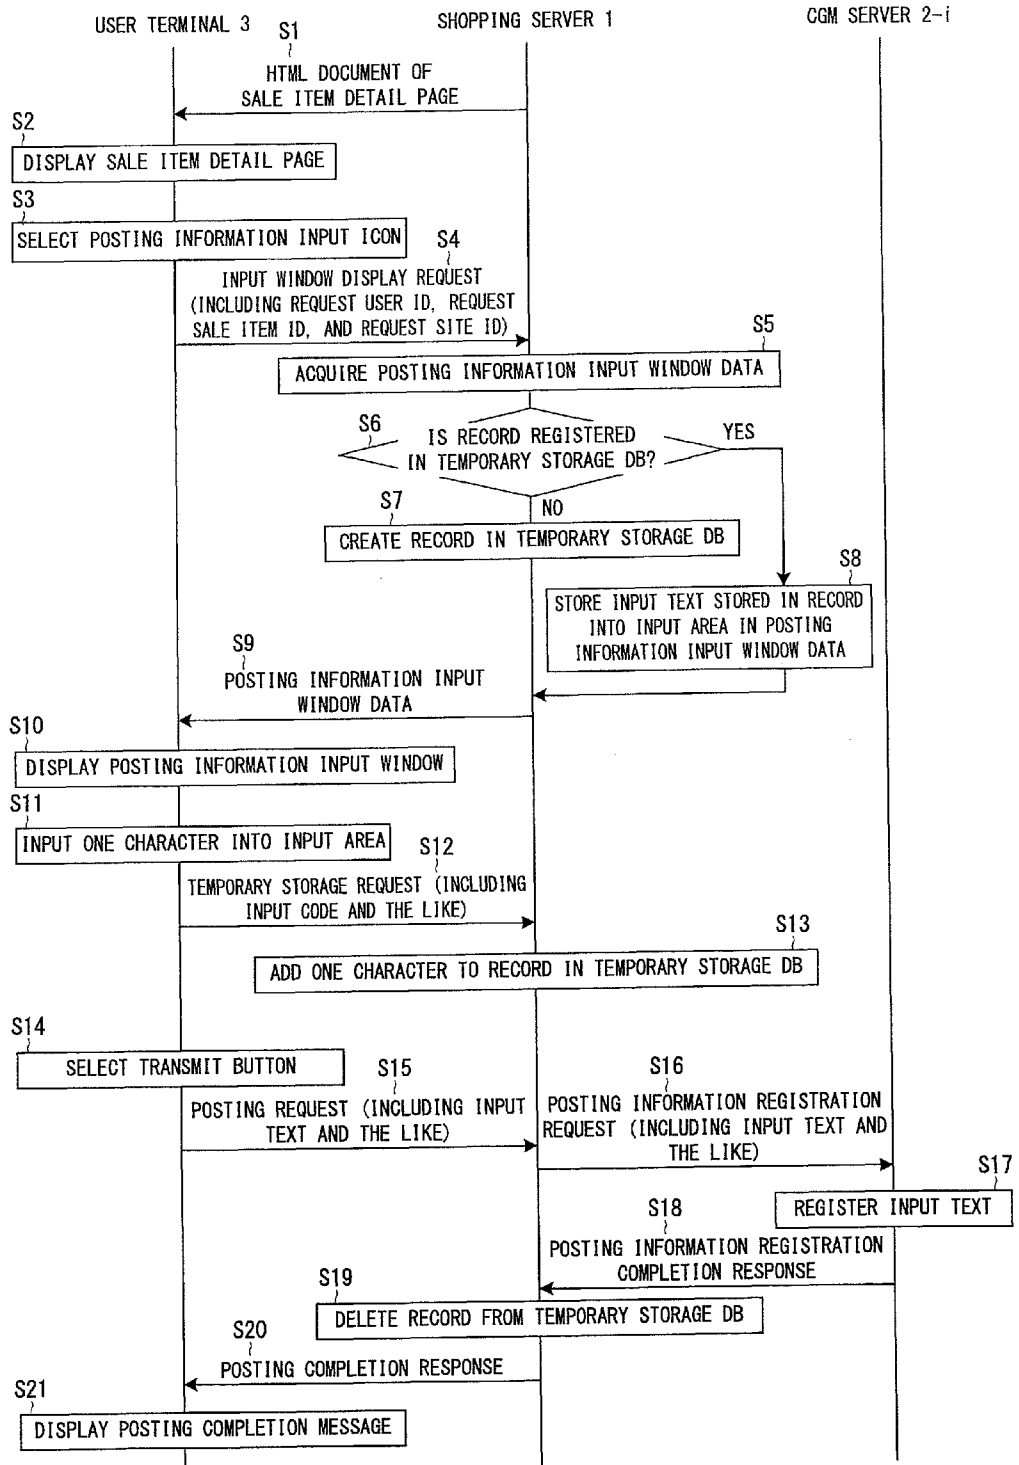 USER TERMINAL 3
SHOPPING SERVER 1
CGM SERVER 2-i
S1
HTML DOCUMENT OF
SALE ITEM DETAIL PAGE
S2
DISPLAY SALE ITEM DETAIL PAGE
S3
SELECT POSTING INFORMATION INPUT ICON
S4
INPUT WINDOW DISPLAY REQUEST
(INCLUDING REQUEST USER ID, REQUEST
SALE ITEM ID, AND REQUEST SITE ID)
S5
ACQUIRE POSTING INFORMATION INPUT WINDOW DATA
S6
IS RECORD REGISTERED
IN TEMPORARY STORAGE DB?
YES
NO
S7
CREATE RECORD IN TEMPORARY STORAGE DB
S8
STORE INPUT TEXT STORED IN RECORD
INTO INPUT AREA IN POSTING
INFORMATION INPUT WINDOW DATA
S9
POSTING INFORMATION INPUT
WINDOW DATA
S10
DISPLAY POSTING INFORMATION INPUT WINDOW
S11
INPUT ONE CHARACTER INTO INPUT AREA
S12
TEMPORARY STORAGE REQUEST (INCLUDING
INPUT CODE AND THE LIKE)
S13
ADD ONE CHARACTER TO RECORD IN TEMPORARY STORAGE DB
S14
SELECT TRANSMIT BUTTON
S15
POSTING REQUEST (INCLUDING INPUT
TEXT AND THE LIKE)
S16
POSTING INFORMATION REGISTRATION
REQUEST (INCLUDING INPUT TEXT AND
THE LIKE)
S17
REGISTER INPUT TEXT
S18
POSTING INFORMATION REGISTRATION
COMPLETION RESPONSE
S19
DELETE RECORD FROM TEMPORARY STORAGE DB
S20
POSTING COMPLETION RESPONSE
S21
DISPLAY POSTING COMPLETION MESSAGE